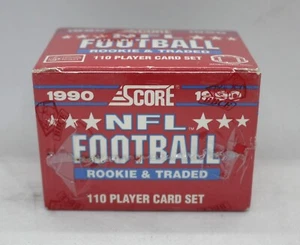 FOOTBALL
ROOKIE & TRADED
110 PLAYER CARD SET
1990 SCORE 1990
NFL
FOOTBALL
ROOKIE & TRADED
110 PLAYER CARD SET